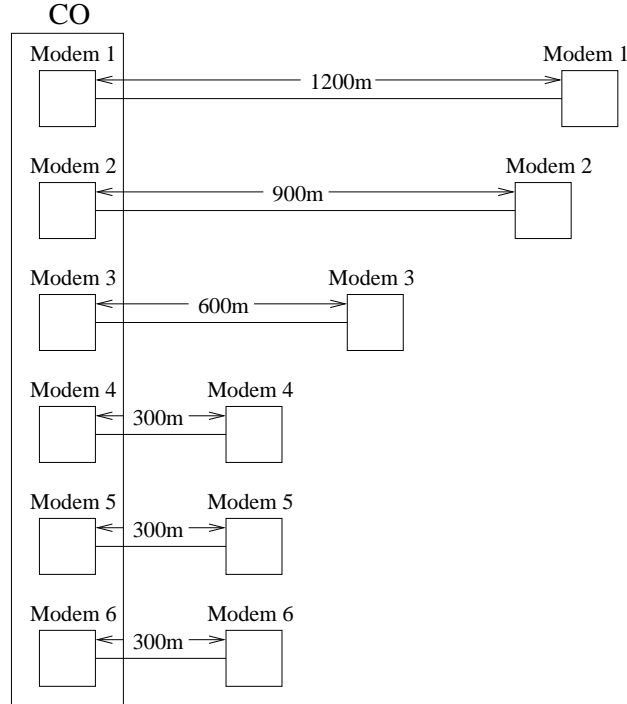 CO
Modem 1 Modem 1
1200m
Modem 2 Modem 2
900m
Modem 3 Modem 3
600m
Modem 4 Modem 4
300m
Modem 5 Modem 5
300m
Modem 6 Modem 6
300m